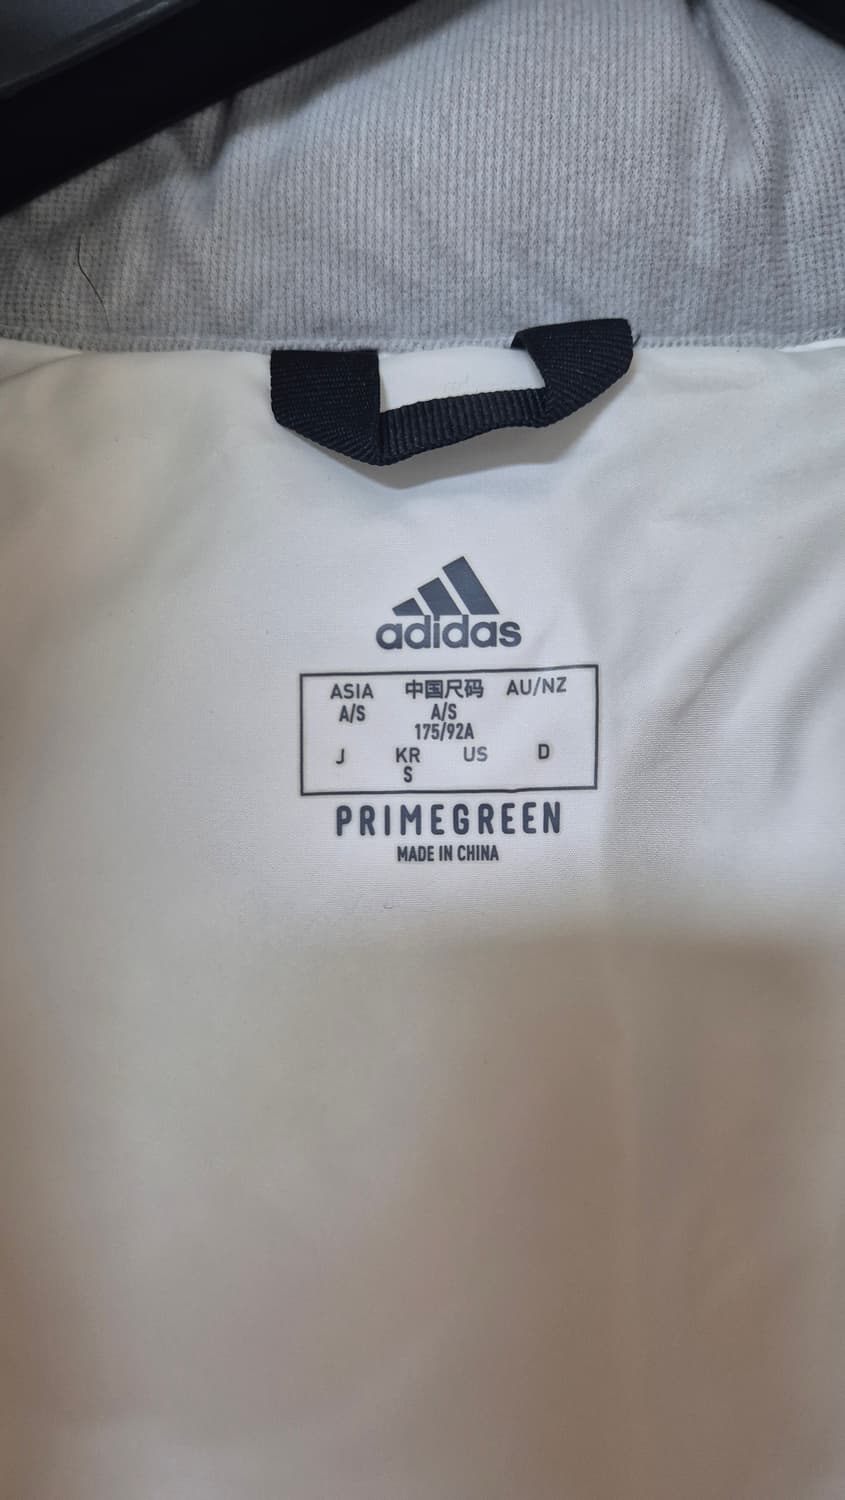 adidas
ASIA 中国尺码 AU/NZ
A/S A/S
175/92A
J KR US D
S
PRIMEGREEN
MADE IN CHINA